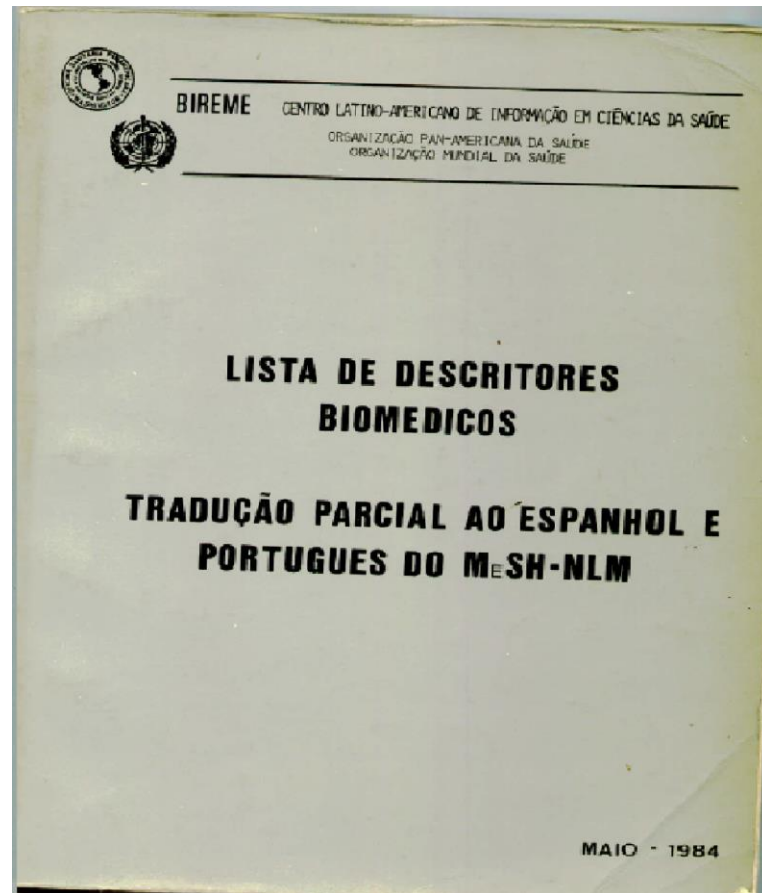 BIREME
CENTRO LATINO-AMERICANO DE INFORMAÇÃO EM CIÊNCIAS DA SAÚDE
ORGANIZAÇÃO PAN-AMERICANA DA SAÚDE
ORGANIZAÇÃO MUNDIAL DA SAÚDE
LISTA DE DESCRITORES
BIOMEDICOS
TRADUÇÃO PARCIAL AO ESPANHOL E
PORTUGUES DO MESH-NLM
MAIO - 1984